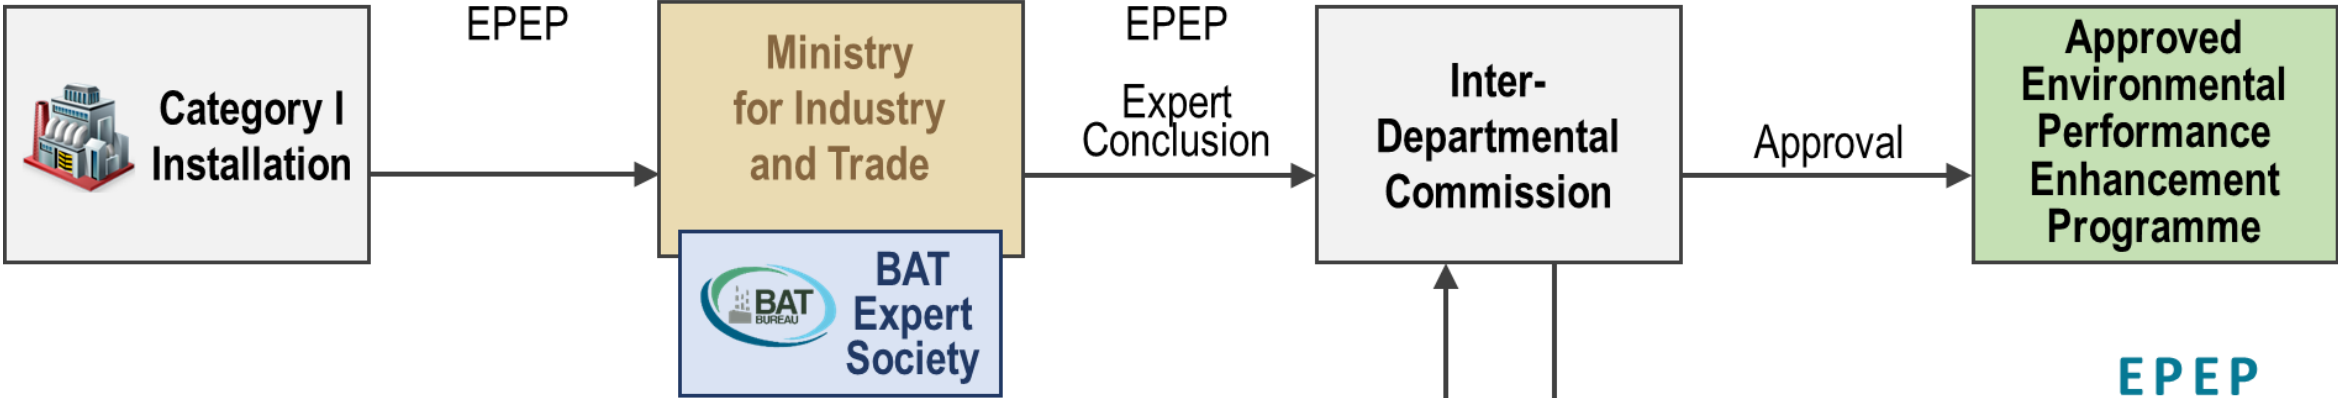 EPEP
Category I
Installation
Ministry
for Industry
and Trade
BAT
BUREAU
BAT
Expert
Society
EPEP
Expert
Conclusion
Inter-
Departmental
Commission
Approval
Approved
Environmental
Performance
Enhancement
Programme
EPEP